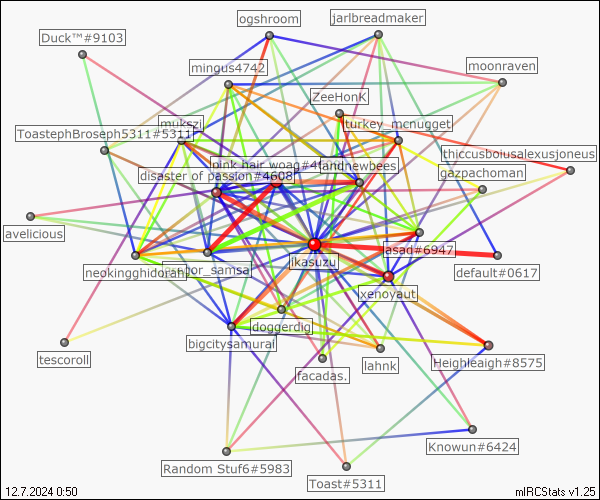 ogshroom
jarlbreadmaker
Duck™#9103
mingus4742
moonraven
ZeeHonK
mukszi
turkey_mcnugget
ToastephBroseph5311#5311
thiccusboiusalexusjoneus
pink hair woag#4
fandnewbees
disaster of passion#4608
gazpachoman
avelicious
asad#6947
ikasuzu
neokingghidorah
or_samsa
default#0617
xenoyaut
doggerdig
bigcitysamurai
tescoroll
lahnk
Heighleaigh#8575
facadas.
Knowun#6424
Random Stuf6#5983
Toast#5311
12.7.2024 0:50
mIRCStats v1.25